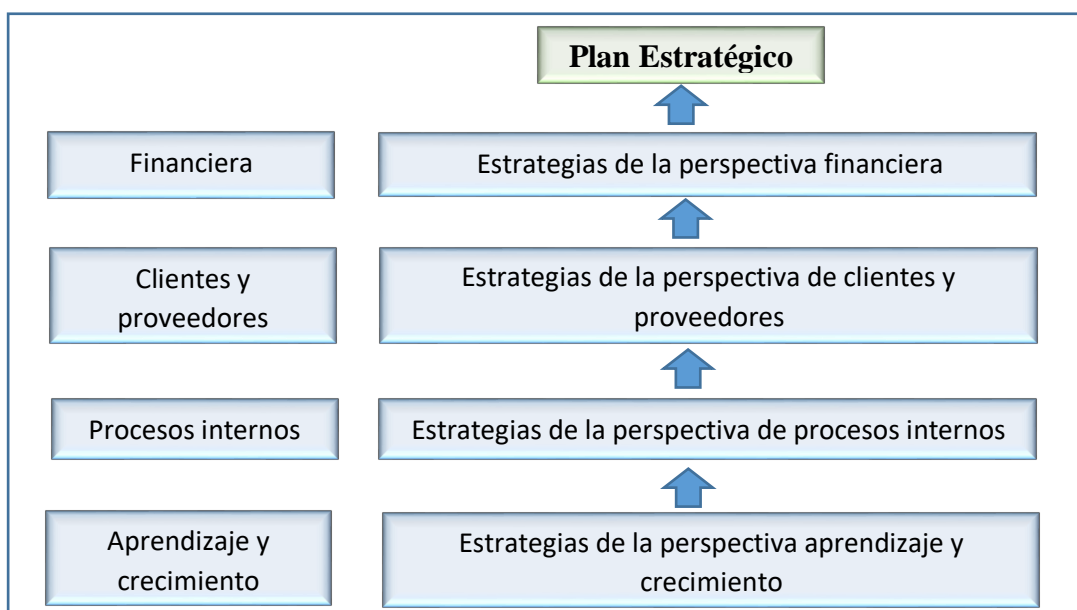 Plan Estratégico
Financiera
Estrategias de la perspectiva financiera
Clientes y
proveedores
Estrategias de la perspectiva de clientes y
proveedores
Procesos internos
Estrategias de la perspectiva de procesos internos
Aprendizaje y
crecimiento
Estrategias de la perspectiva aprendizaje y
crecimiento